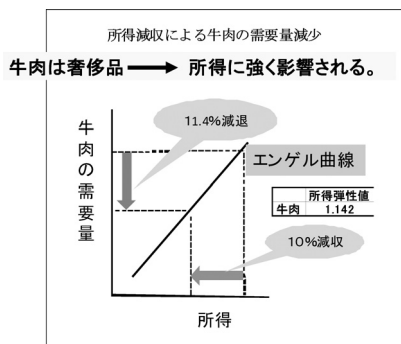 所得減収による牛肉の需要量減少
牛肉は奢侈品 → 所得に強く影響される。
11.4%減退
牛肉の需要量
エンゲル曲線
所得弾性値
牛肉 1.142
10%減収
所得